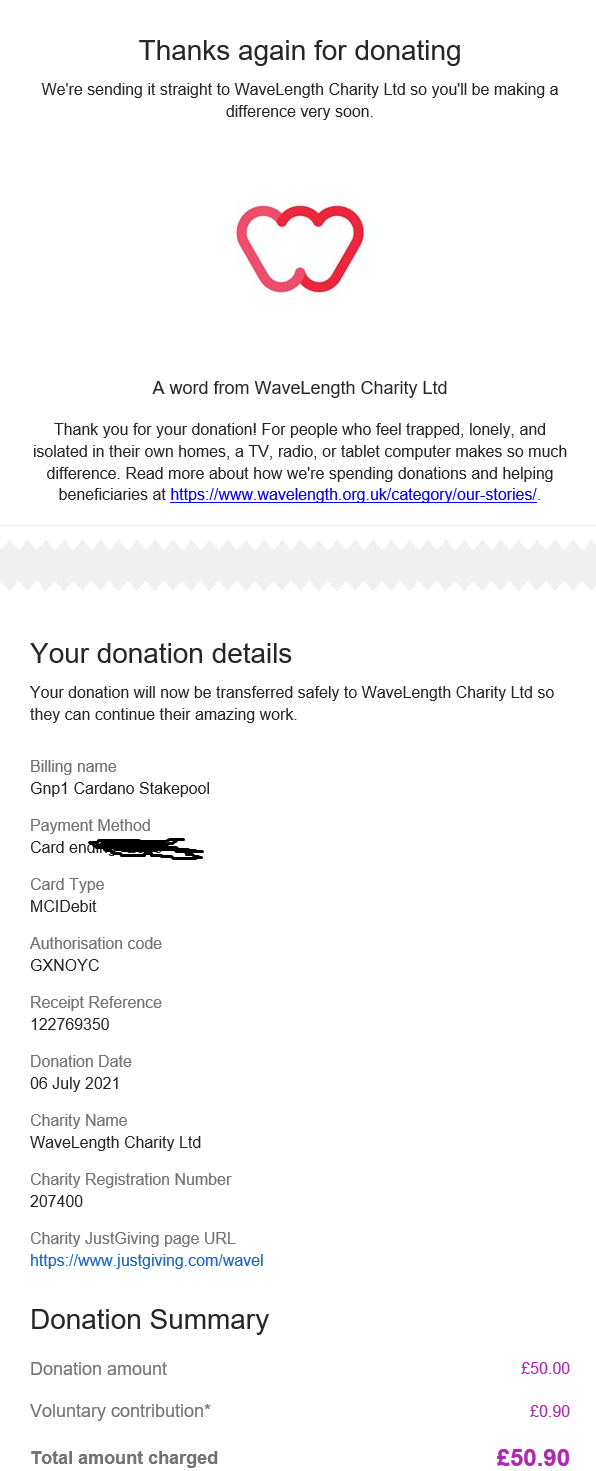 Thanks again for donating
We're sending it straight to WaveLength Charity Ltd so you'll be making a
difference very soon.
A word from WaveLength Charity Ltd
Thank you for your donation! For people who feel trapped, lonely, and
isolated in their own homes, a TV, radio, or tablet computer makes so much
difference. Read more about how we're spending donations and helping
beneficiaries at https://www.wavelength.org.uk/category/our-stories/.
Your donation details
Your donation will now be transferred safely to WaveLength Charity Ltd so
they can continue their amazing work.
Billing name
Gnp1 Cardano Stakepool
Payment Method
Card ending
Card Type
MCIDebit
Authorisation code
GXNOYC
Receipt Reference
122769350
Donation Date
06 July 2021
Charity Name
WaveLength Charity Ltd
Charity Registration Number
207400
Charity JustGiving page URL
https://www.justgiving.com/wavel
Donation Summary
Donation amount £50.00
Voluntary contribution* £0.90
Total amount charged £50.90